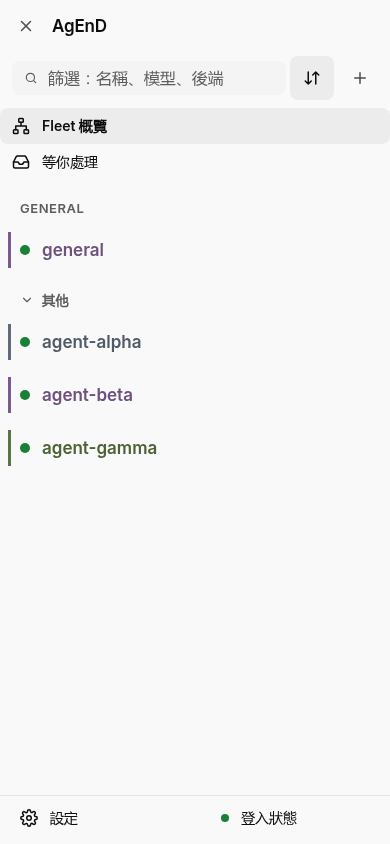 AgEnD
篩選：名稱、模型、後端
Fleet 概覽
等你處理
GENERAL
general
其他
agent-alpha
agent-beta
agent-gamma
設定
登入狀態